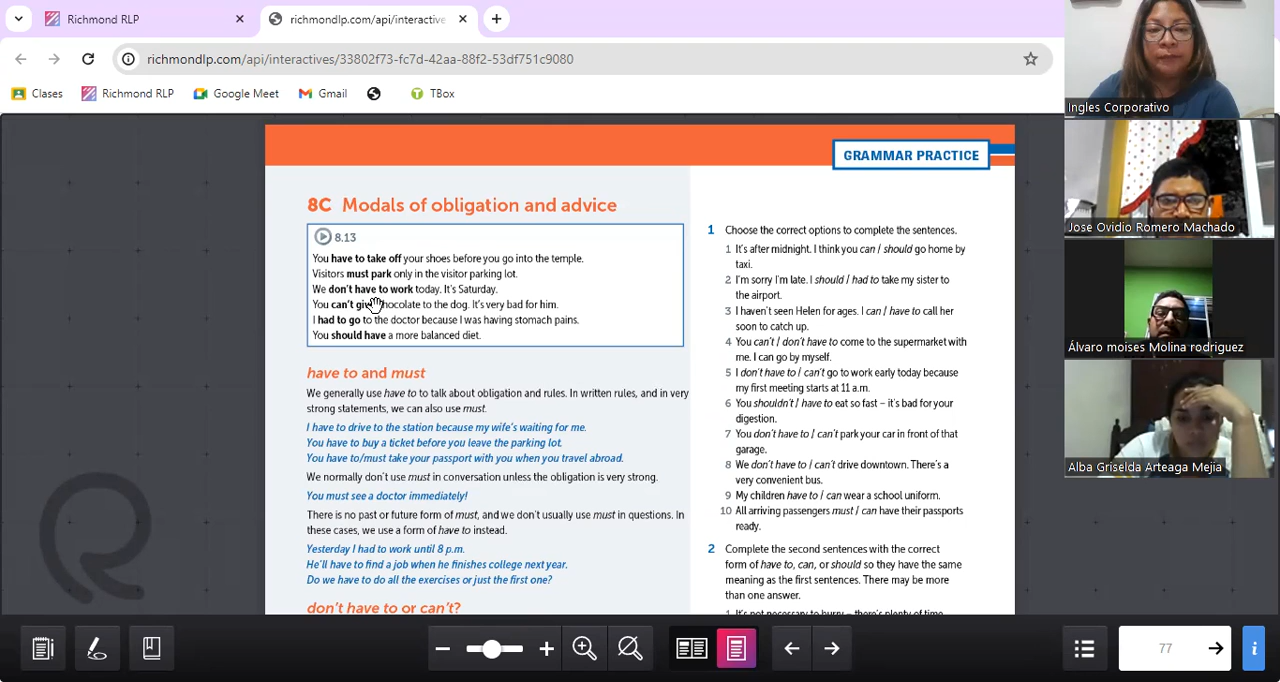 Richmond RLP
richmondlp.com/api/interactive
richmondlp.com/api/interactives/33802f73-fc7d-42aa-88f2-53df751c9080
Clases
Richmond RLP
Google Meet
Gmail
TBox
GRAMMAR PRACTICE
8C Modals of obligation and advice
8.13
You have to take off your shoes before you go into the temple.
Visitors must park only in the visitor parking lot.
We don't have to work today. It's Saturday.
You can't give chocolate to the dog. It's very bad for him.
I had to go to the doctor because I was having stomach pains.
You should have a more balanced diet.
have to and must
We generally use have to to talk about obligation and rules. In written rules, and in very
strong statements, we can also use must.
I have to drive to the station because my wife's waiting for me.
You have to buy a ticket before you leave the parking lot.
You have to/must take your passport with you when you travel abroad.
We normally don't use must in conversation unless the obligation is very strong.
You must see a doctor immediately!
There is no past or future form of must, and we don't usually use must in questions. In
these cases, we use a form of have to instead.
Yesterday I had to work until 8 p.m.
He'll have to find a job when he finishes college next year.
Do we have to do all the exercises or just the first one?
don't have to or can't?
1 Choose the correct options to complete the sentences.
1 It's after midnight. I think you can / should go home by
taxi.
2 I'm sorry I'm late. I should / had to take my sister to
the airport.
3 I haven't seen Helen for ages. I can / have to call her
soon to catch up.
4 You can't / don't have to come to the supermarket with
me. I can go by myself.
5 I don't have to / can't go to work early today because
my first meeting starts at 11 a.m.
6 You shouldn't / have to eat so fast – it's bad for your
digestion.
7 You don't have to / can't park your car in front of that
garage.
8 We don't have to / can't drive downtown. There's a
very convenient bus.
9 My children have to / can wear a school uniform.
10 All arriving passengers must / can have their passports
ready.
2 Complete the second sentences with the correct
form of have to, can, or should so they have the same
meaning as the first sentences. There may be more
than one answer.
1 It's not necessary to hurry – there's plenty of time.
Ingles Corporativo
Jose Ovidio Romero Machado
Álvaro moises Molina rodriguez
Alba Griselda Arteaga Mejia
77